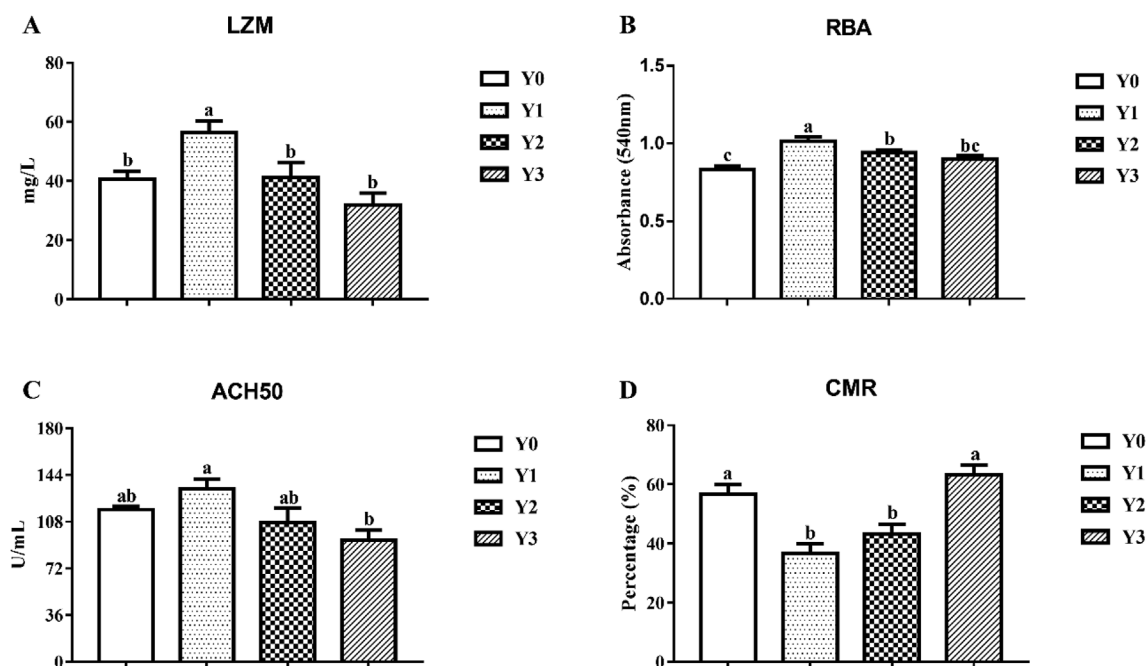 A
LZM
mg/L
80
60
40
20
0
b
a
b
b
Y0
Y1
Y2
Y3
B
RBA
Absorbance (540nm)
1.5
1.0
0.5
0.0
c
a
b
bc
Y0
Y1
Y2
Y3
C
ACH50
U/mL
180
144
108
72
36
0
ab
a
ab
b
Y0
Y1
Y2
Y3
D
CMR
Percentage (%)
80
60
40
20
0
a
b
b
a
Y0
Y1
Y2
Y3